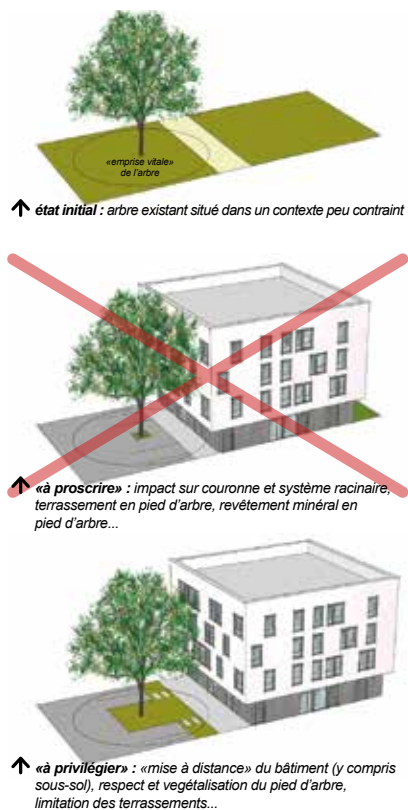 «emprise vitale»
de l'arbre
état initial : arbre existant situé dans un contexte peu contraint
«à proscrire» : impact sur couronne et système racinaire,
terrassement en pied d'arbre, revêtement minéral en
pied d'arbre...
«à privilégier» : «mise à distance» du bâtiment (y compris
sous-sol), respect et vegétalisation du pied d'arbre,
limitation des terrassements...